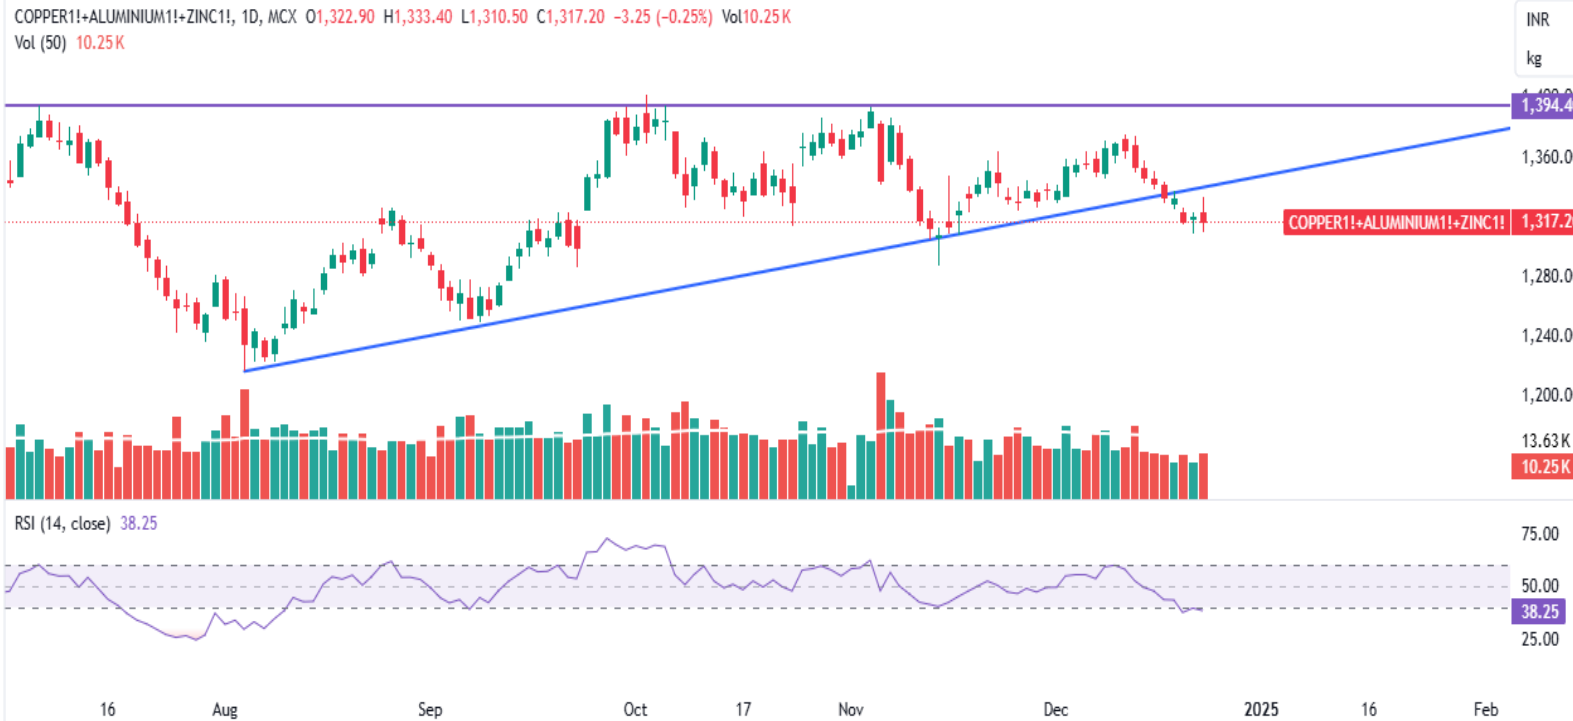 COPPER1!+ALUMINIUM1!+ZINC1!, 1D, MCX O1,322.90 H1,333.40 L1,310.50 C1,317.20 −3.25 (−0.25%) Vol10.25K
INR
Vol (50) 10.25K
kg
1,394.4
1,360.0
COPPER1!+ALUMINIUM1!+ZINC1! 1,317.2
1,280.0
1,240.0
1,200.0
13.63K
10.25K
RSI (14, close) 38.25
75.00
50.00
38.25
25.00
16 Aug Sep Oct 17 Nov Dec 2025 16 Feb